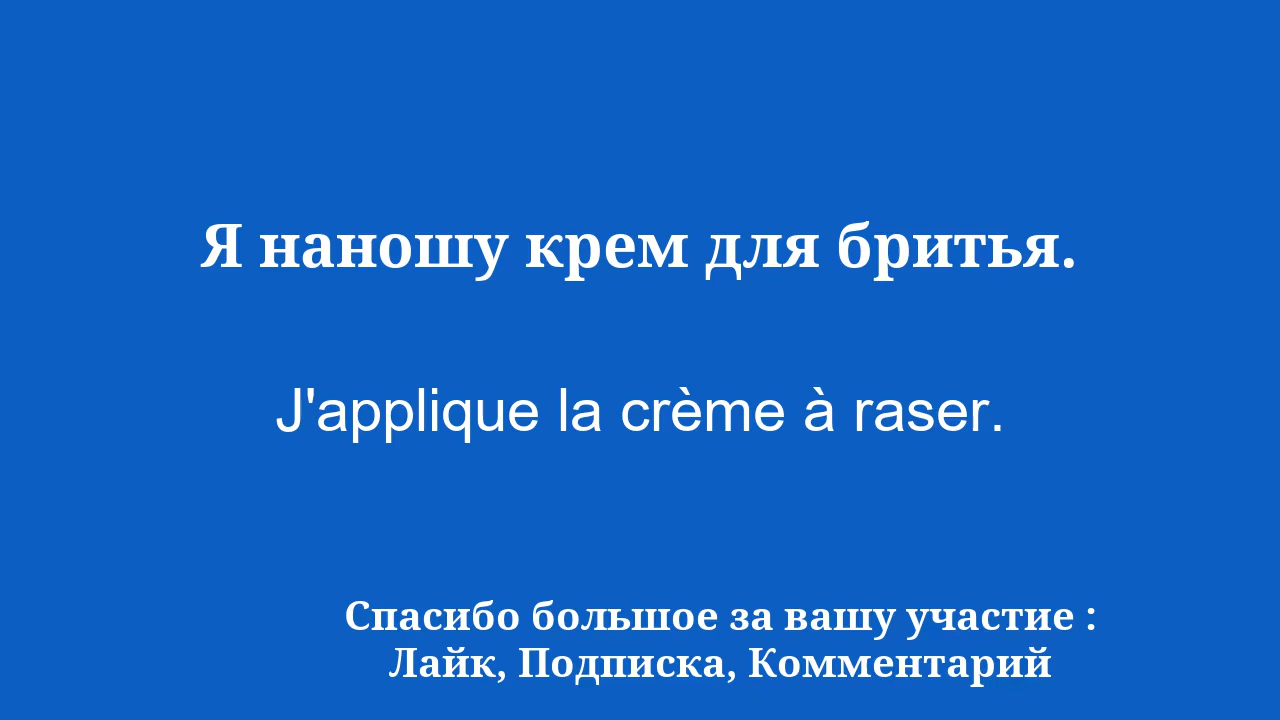 Я наношу крем для бритья.
J'applique la crème à raser.
Спасибо большое за вашу участие :
Лайк, Подписка, Комментарий